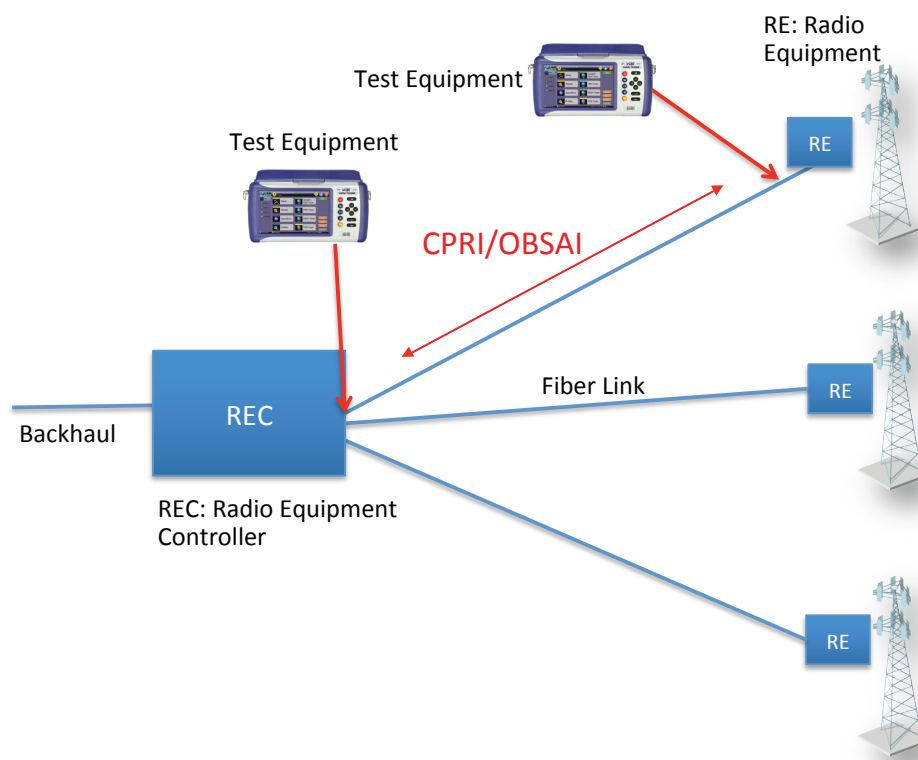 RE: Radio
Equipment
Test Equipment
RE
Test Equipment
CPRI/OBSAI
Fiber Link
RE
REC
Backhaul
REC: Radio Equipment
Controller
RE